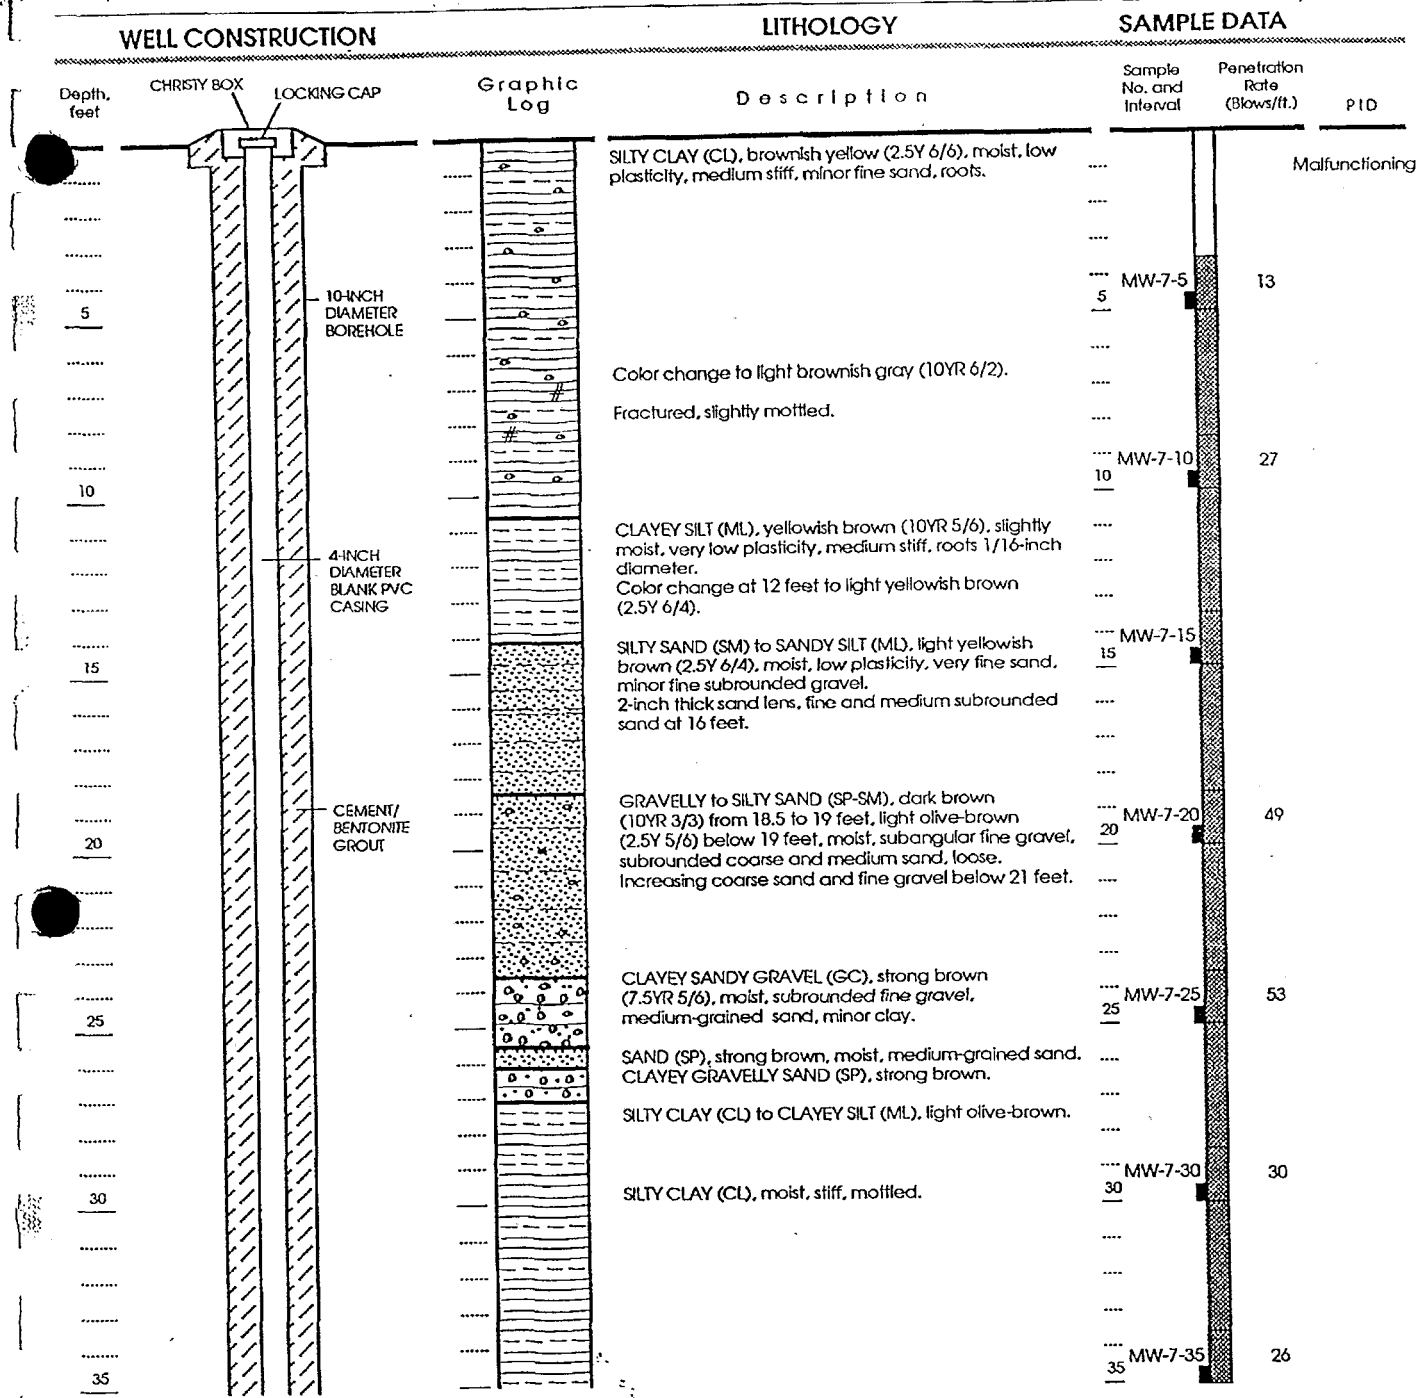 WELL CONSTRUCTION
LITHOLOGY
SAMPLE DATA
Depth,
feet
CHRISTY BOX
LOCKING CAP
Graphic
Log
Description
Sample
No. and
Interval
Penetration
Rate
(Blows/ft.)
PID
SILTY CLAY (CL), brownish yellow (2.5Y 6/6), moist, low
plasticity, medium stiff, minor fine sand, roots.
Malfunctioning
10-INCH
DIAMETER
BOREHOLE
5
5
MW-7-5
13
Color change to light brownish gray (10YR 6/2).
Fractured, slightly mottled.
10
10
MW-7-10
27
CLAYEY SILT (ML), yellowish brown (10YR 5/6), slightly
moist, very low plasticity, medium stiff, roots 1/16-inch
diameter.
Color change at 12 feet to light yellowish brown
(2.5Y 6/4).
4-INCH
DIAMETER
BLANK PVC
CASING
15
15
MW-7-15
SILTY SAND (SM) to SANDY SILT (ML), light yellowish
brown (2.5Y 6/4), moist, low plasticity, very fine sand,
minor fine subrounded gravel.
2-inch thick sand lens, fine and medium subrounded
sand at 16 feet.
CEMENT/
BENTONITE
GROUT
20
20
MW-7-20
49
GRAVELLY to SILTY SAND (SP-SM), dark brown
(10YR 3/3) from 18.5 to 19 feet, light olive-brown
(2.5Y 5/6) below 19 feet, moist, subangular fine gravel,
subrounded coarse and medium sand, loose.
Increasing coarse sand and fine gravel below 21 feet.
25
25
MW-7-25
53
CLAYEY SANDY GRAVEL (GC), strong brown
(7.5YR 5/6), moist, subrounded fine gravel,
medium-grained sand, minor clay.
SAND (SP), strong brown, moist, medium-grained sand.
CLAYEY GRAVELLY SAND (SP), strong brown.
SILTY CLAY (CL) to CLAYEY SILT (ML), light olive-brown.
30
30
MW-7-30
30
SILTY CLAY (CL), moist, stiff, mottled.
35
35
MW-7-35
26